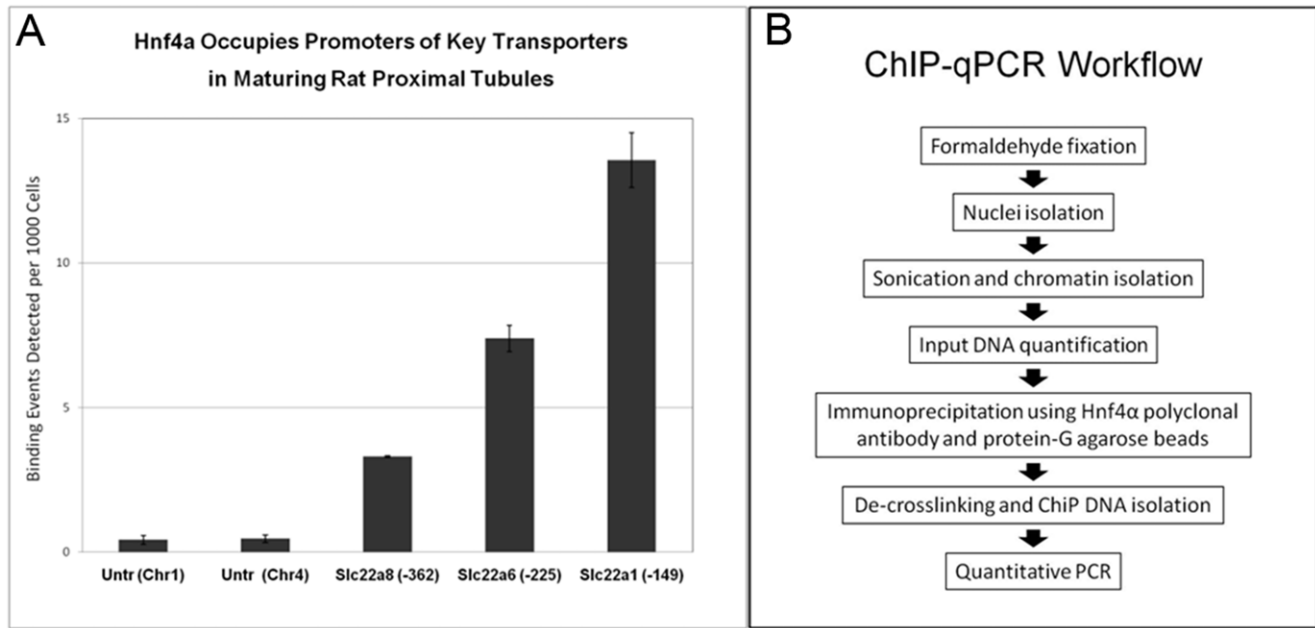 A
Hnf4a Occupies Promoters of Key Transporters
in Maturing Rat Proximal Tubules
Binding Events Detected per 1000 Cells
15
10
5
0
Untr (Chr1)
Untr (Chr4)
Slc22a8 (-362)
Slc22a6 (-225)
Slc22a1 (-149)
B
ChIP-qPCR Workflow
Formaldehyde fixation
Nuclei isolation
Sonication and chromatin isolation
Input DNA quantification
Immunoprecipitation using Hnf4α polyclonal
antibody and protein-G agarose beads
De-crosslinking and ChiP DNA isolation
Quantitative PCR